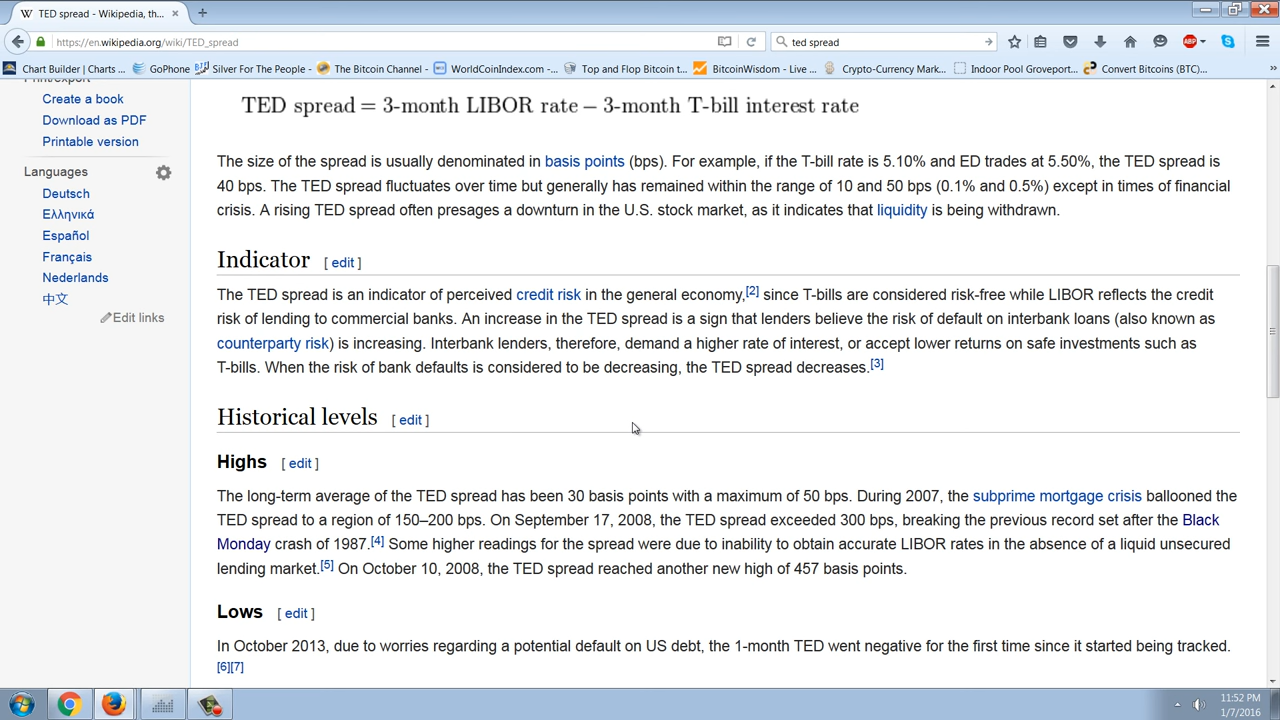 TED spread - Wikipedia, th...
https://en.wikipedia.org/wiki/TED_spread
ted spread
ABP
Chart Builder | Charts ...
GoPhone
Silver For The People - ...
The Bitcoin Channel - ...
WorldCoinIndex.com -...
Top and Flop Bitcoin t...
BitcoinWisdom - Live ...
Crypto-Currency Mark...
Indoor Pool Groveport...
Convert Bitcoins (BTC)...
Print/export
Create a book
Download as PDF
Printable version
Languages
Deutsch
Ελληνικά
Español
Français
Nederlands
中文
Edit links
TED spread = 3-month LIBOR rate − 3-month T-bill interest rate
The size of the spread is usually denominated in basis points (bps). For example, if the T-bill rate is 5.10% and ED trades at 5.50%, the TED spread is
40 bps. The TED spread fluctuates over time but generally has remained within the range of 10 and 50 bps (0.1% and 0.5%) except in times of financial
crisis. A rising TED spread often presages a downturn in the U.S. stock market, as it indicates that liquidity is being withdrawn.
Indicator [ edit ]
The TED spread is an indicator of perceived credit risk in the general economy,[2] since T-bills are considered risk-free while LIBOR reflects the credit
risk of lending to commercial banks. An increase in the TED spread is a sign that lenders believe the risk of default on interbank loans (also known as
counterparty risk) is increasing. Interbank lenders, therefore, demand a higher rate of interest, or accept lower returns on safe investments such as
T-bills. When the risk of bank defaults is considered to be decreasing, the TED spread decreases.[3]
Historical levels [ edit ]
Highs [ edit ]
The long-term average of the TED spread has been 30 basis points with a maximum of 50 bps. During 2007, the subprime mortgage crisis ballooned the
TED spread to a region of 150–200 bps. On September 17, 2008, the TED spread exceeded 300 bps, breaking the previous record set after the Black
Monday crash of 1987.[4] Some higher readings for the spread were due to inability to obtain accurate LIBOR rates in the absence of a liquid unsecured
lending market.[5] On October 10, 2008, the TED spread reached another new high of 457 basis points.
Lows [ edit ]
In October 2013, due to worries regarding a potential default on US debt, the 1-month TED went negative for the first time since it started being tracked.
[6][7]
11:52 PM
1/7/2016